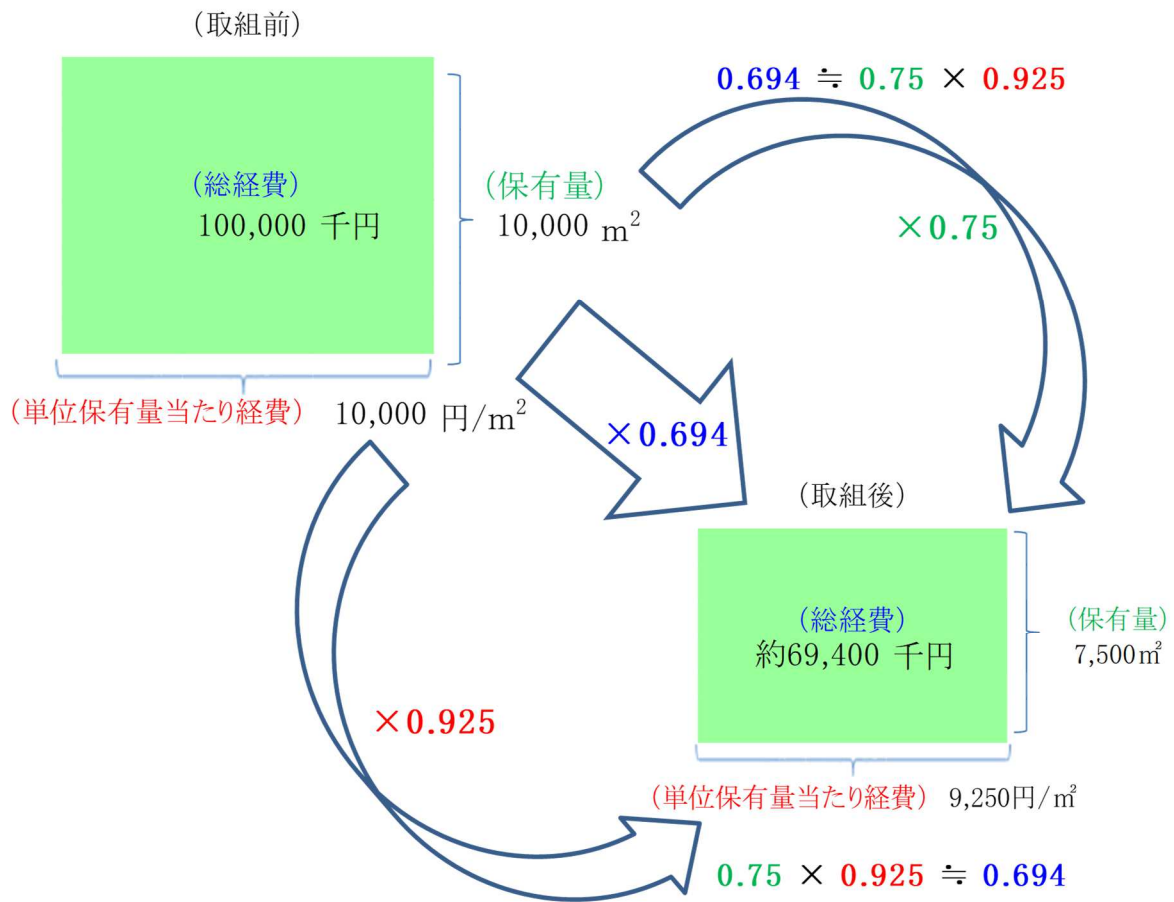 (取組前)
0.694 ≒ 0.75 × 0.925
(総経費)
100,000 千円
(保有量)
10,000 m²
×0.75
(単位保有量当たり経費) 10,000 円/m²
×0.694
(取組後)
(総経費)
約69,400 千円
(保有量)
7,500㎡
×0.925
(単位保有量当たり経費) 9,250円/㎡
0.75 × 0.925 ≒ 0.694